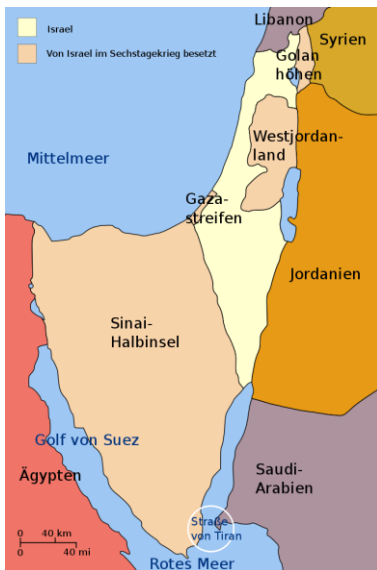 Israel
Von Israel im Sechstagekrieg besetzt
Libanon
Syrien
Golan
höhen
Westjordan-
land
Mittelmeer
Gaza-
streifen
Jordanien
Sinai-
Halbinsel
Golf von Suez
Ägypten
Saudi-
Arabien
Straße
von Tiran
0 40 km
0 40 mi
Rotes Meer